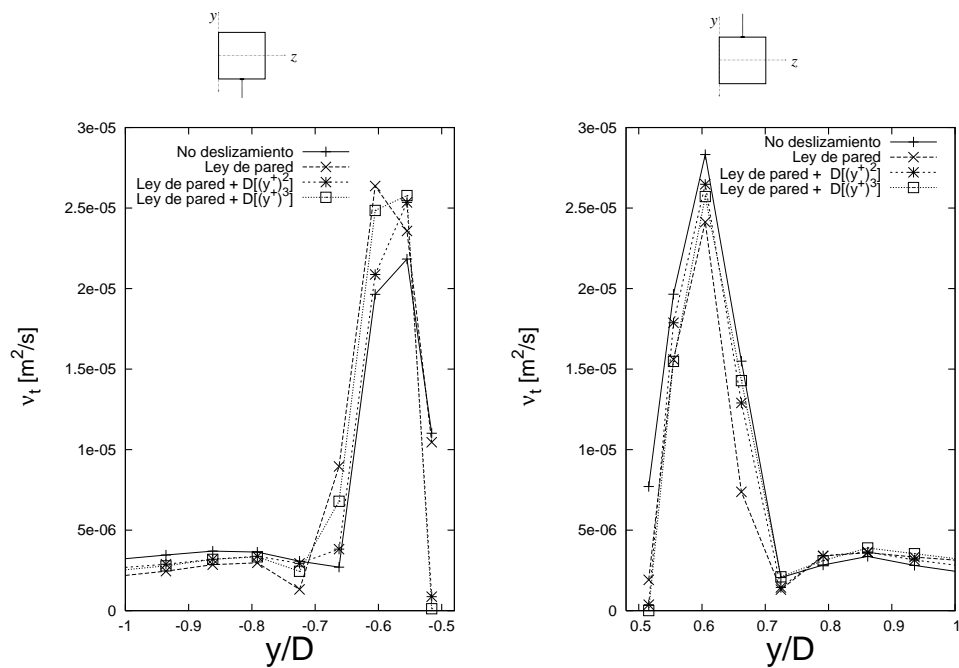 y
z
3e-05
2.5e-05
2e-05
1.5e-05
1e-05
5e-06
0
ν_t [m²/s]
No deslizamiento
Ley de pared
Ley de pared + D[(y⁺)²]
Ley de pared + D[(y⁺)³]
-1 -0.9 -0.8 -0.7 -0.6 -0.5
y/D
y
z
3e-05
2.5e-05
2e-05
1.5e-05
1e-05
5e-06
0
ν_t [m²/s]
No deslizamiento
Ley de pared
Ley de pared + D[(y⁺)²]
Ley de pared + D[(y⁺)³]
0.5 0.6 0.7 0.8 0.9 1
y/D